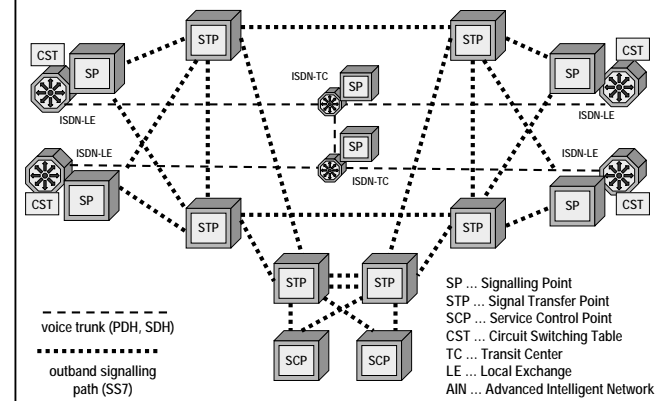 STP
STP
CST
CST
SP
SP
ISDN-TC
SP
ISDN-LE
ISDN-LE
ISDN-LE
SP
ISDN-LE
ISDN-TC
CST
SP
SP
CST
STP
STP
STP
STP
SP ... Signalling Point
STP ... Signal Transfer Point
SCP ... Service Control Point
CST ... Circuit Switching Table
TC ... Transit Center
LE ... Local Exchange
AIN ... Advanced Intelligent Network
voice trunk (PDH, SDH)
SCP
SCP
outband signalling
path (SS7)